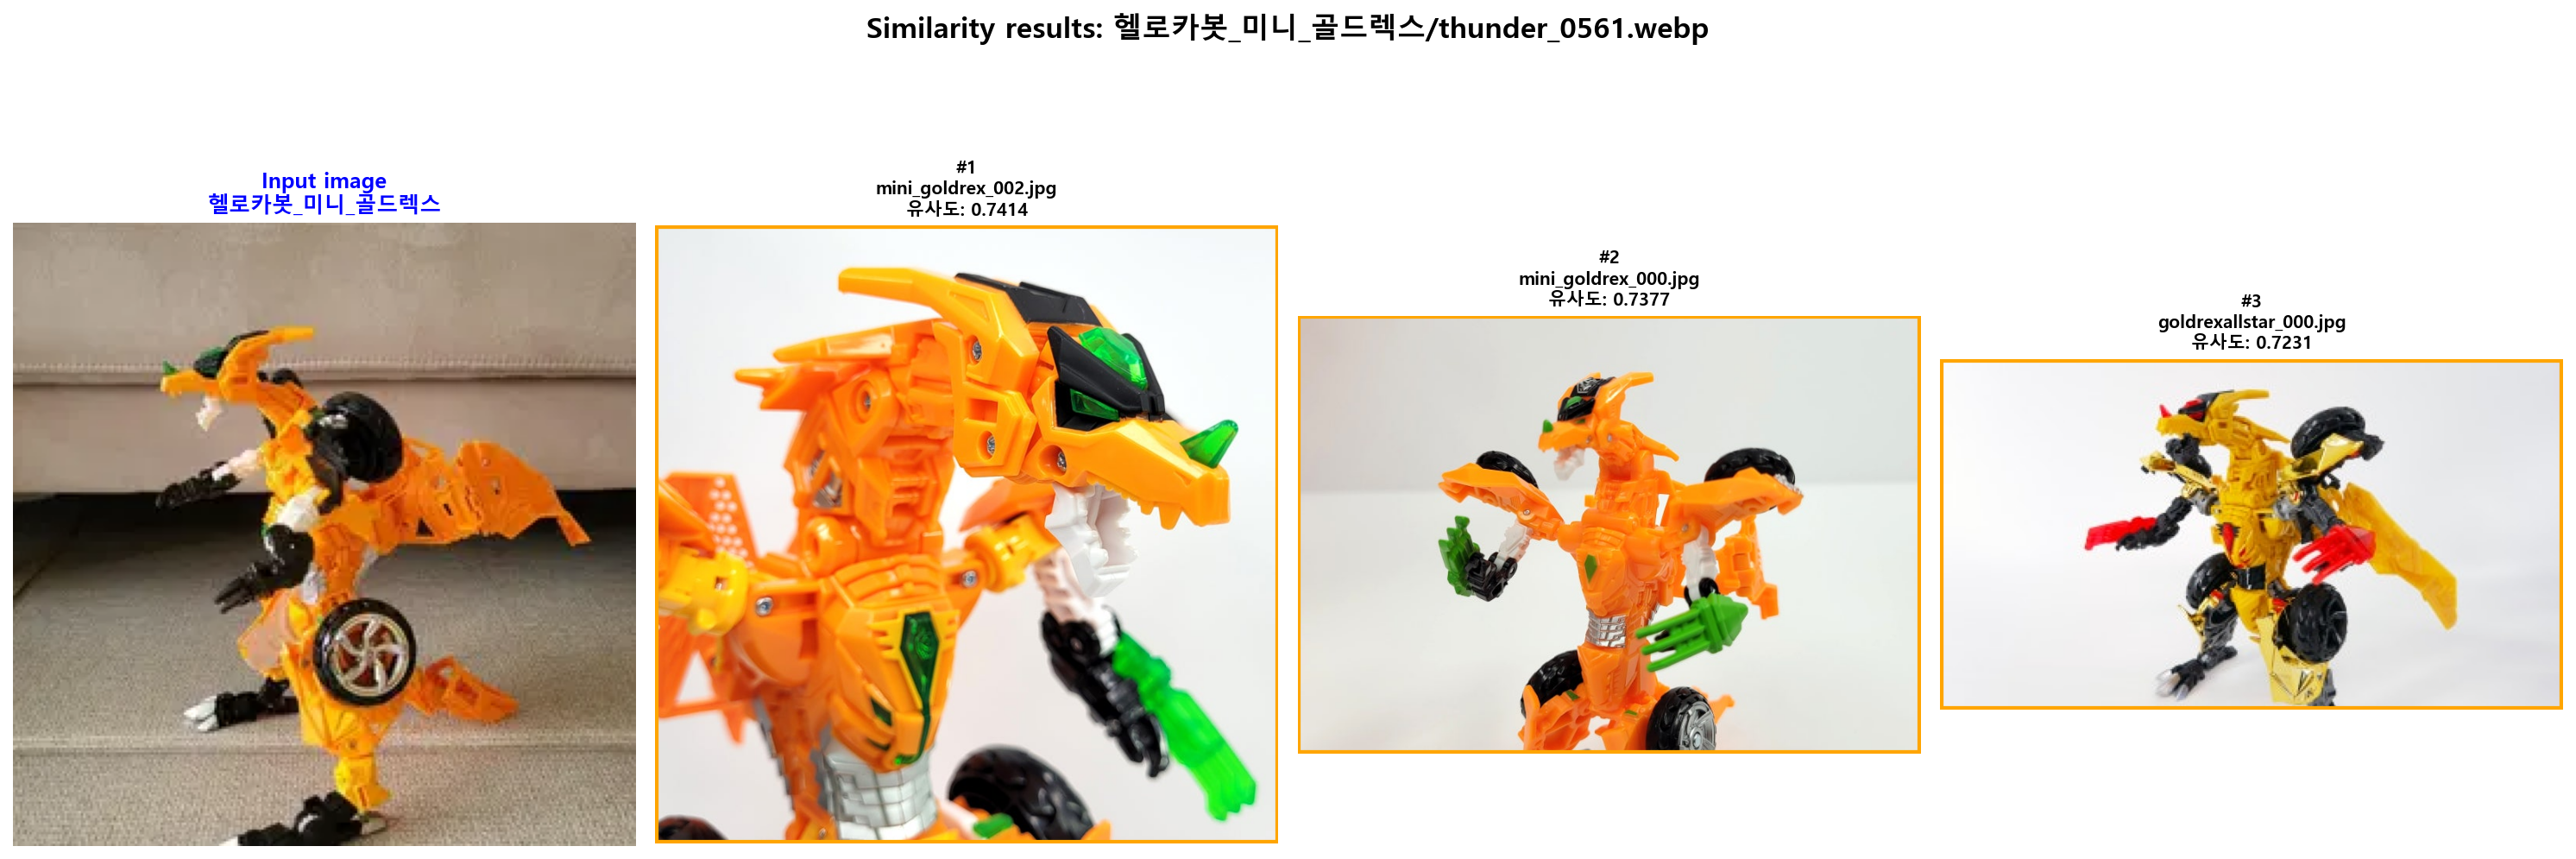 Similarity results: 헬로카봇_미니_골드렉스/thunder_0561.webp
Input image
헬로카봇_미니_골드렉스
#1
mini_goldrex_002.jpg
유사도: 0.7414
#2
mini_goldrex_000.jpg
유사도: 0.7377
#3
goldrexallstar_000.jpg
유사도: 0.7231